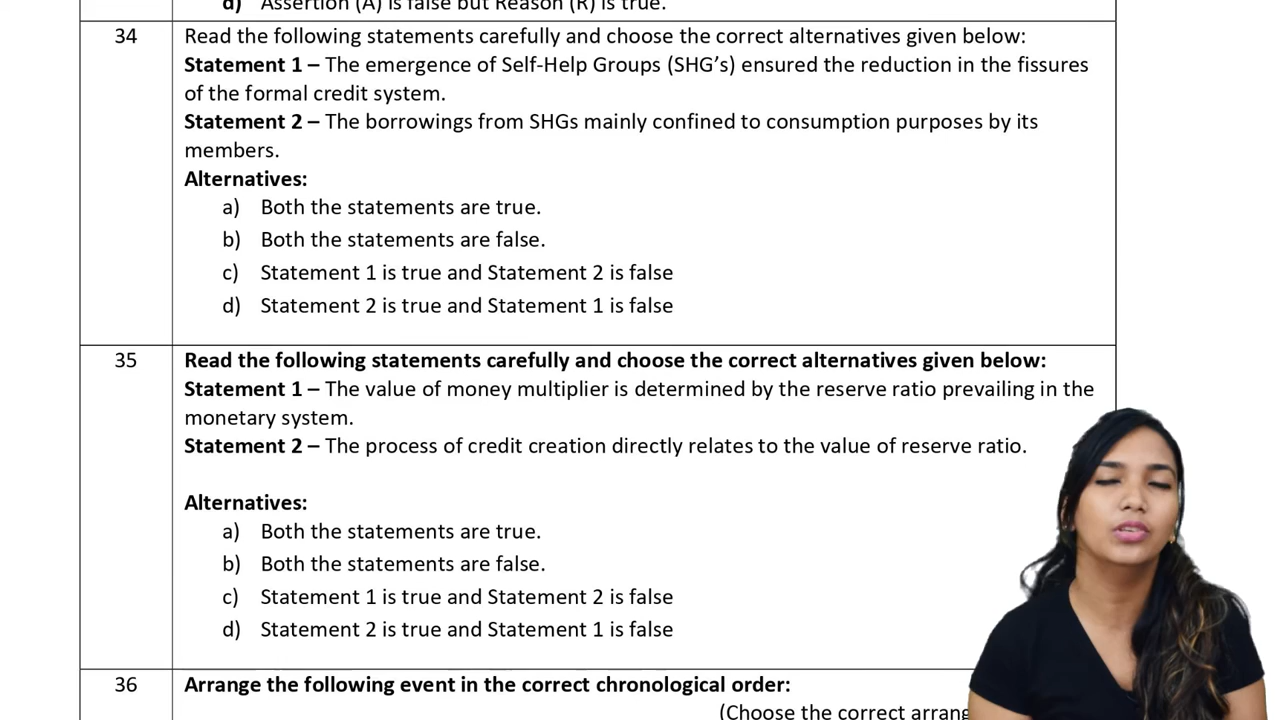 d) Assertion (A) is false but Reason (R) is true.
34 Read the following statements carefully and choose the correct alternatives given below:
Statement 1 – The emergence of Self-Help Groups (SHG’s) ensured the reduction in the fissures
of the formal credit system.
Statement 2 – The borrowings from SHGs mainly confined to consumption purposes by its
members.
Alternatives:
a) Both the statements are true.
b) Both the statements are false.
c) Statement 1 is true and Statement 2 is false
d) Statement 2 is true and Statement 1 is false
35 Read the following statements carefully and choose the correct alternatives given below:
Statement 1 – The value of money multiplier is determined by the reserve ratio prevailing in the
monetary system.
Statement 2 – The process of credit creation directly relates to the value of reserve ratio.
Alternatives:
a) Both the statements are true.
b) Both the statements are false.
c) Statement 1 is true and Statement 2 is false
d) Statement 2 is true and Statement 1 is false
36 Arrange the following event in the correct chronological order:
(Choose the correct